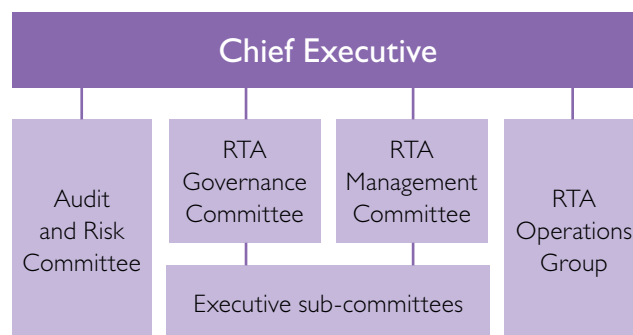 Chief Executive
Audit
and Risk
Committee
RTA
Governance
Committee
RTA
Management
Committee
RTA
Operations
Group
Executive sub-committees